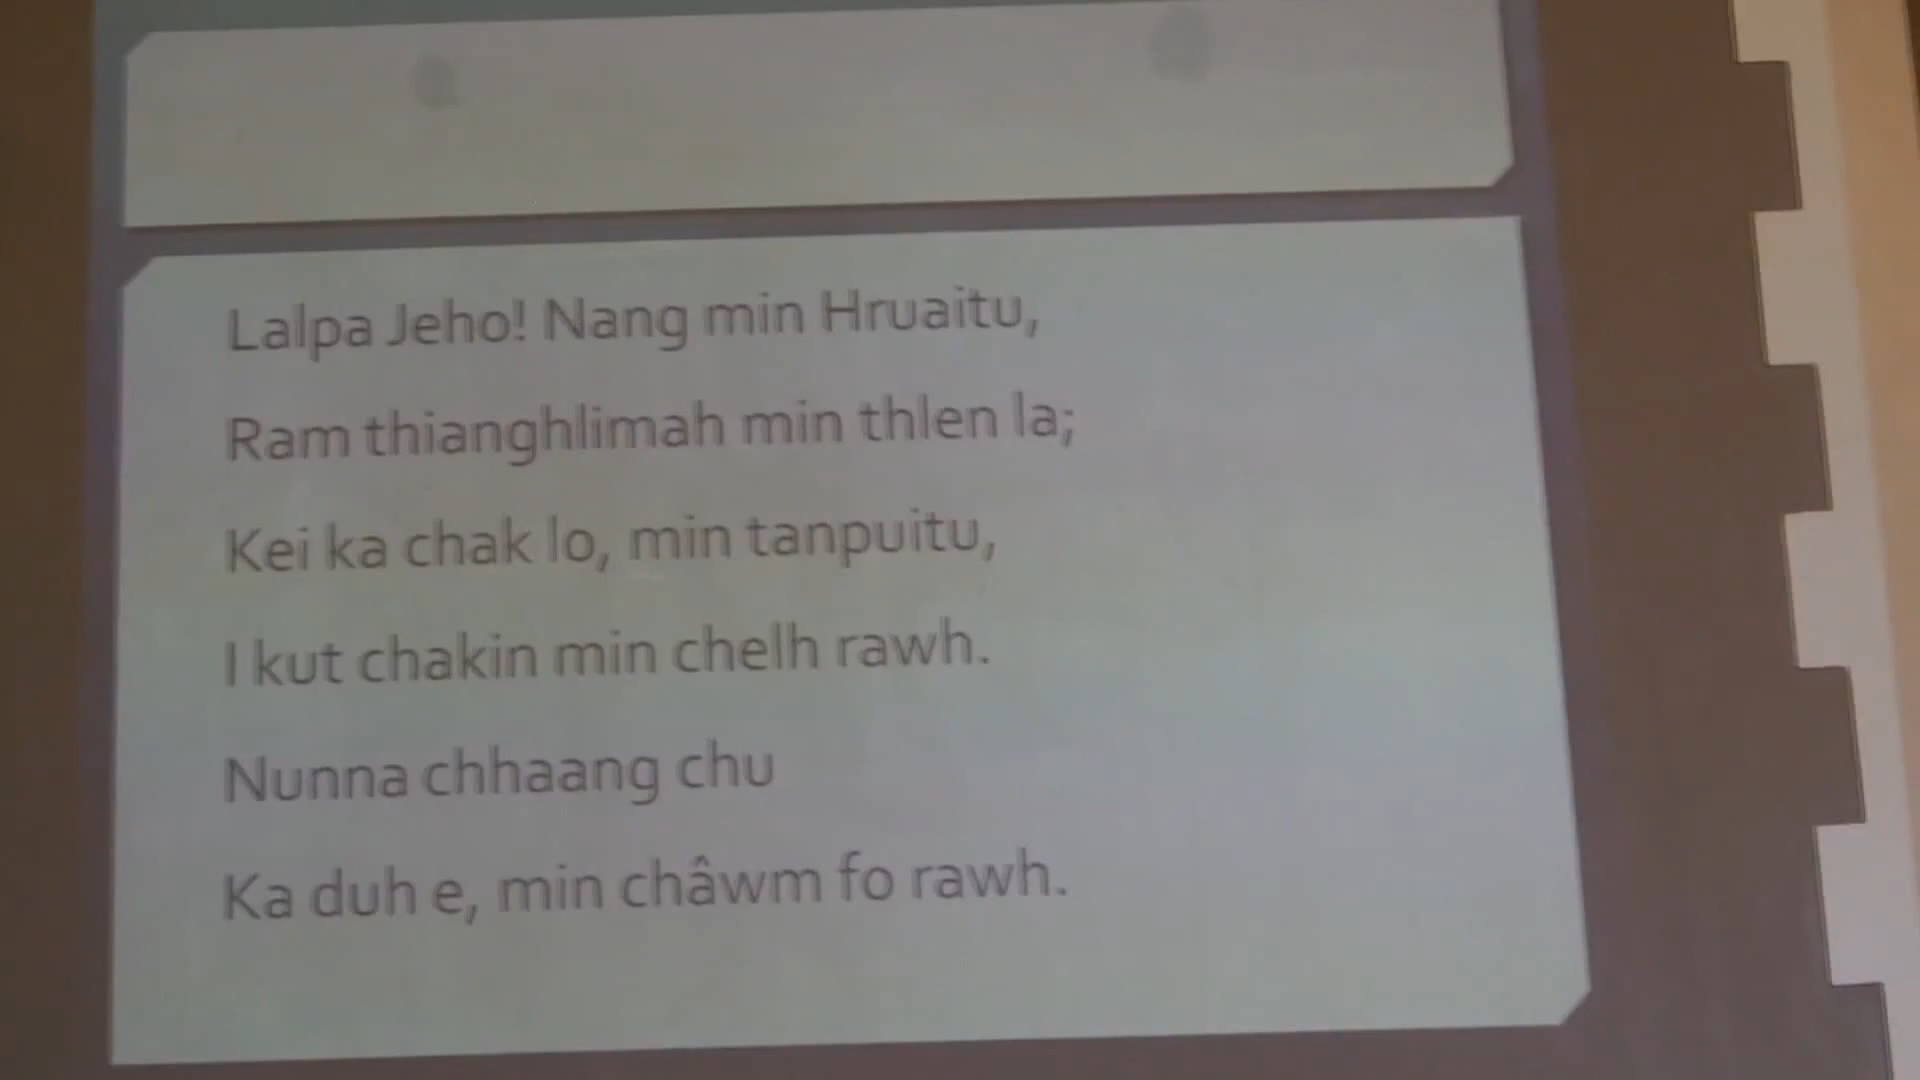 Lalpa Jeho! Nang min Hruaitu,
Ram thianghlimah min thlen la;
Kei ka chak lo, min tanpuitu,
I kut chakin min chelh rawh.
Nunna chhaang chu
Ka duh e, min châwm fo rawh.